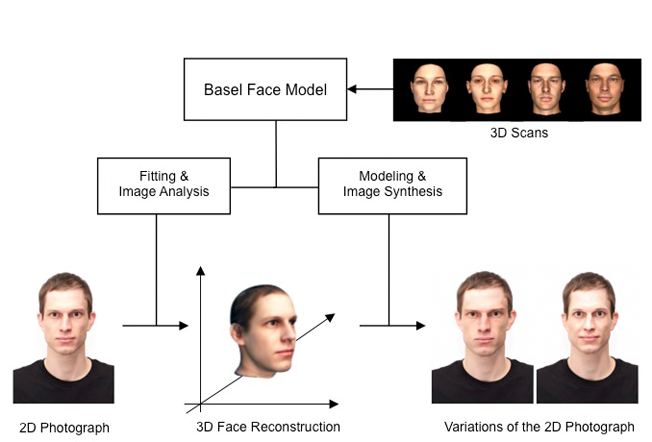 Basel Face Model
3D Scans
Fitting &
Image Analysis
Modeling &
Image Synthesis
2D Photograph
3D Face Reconstruction
Variations of the 2D Photograph